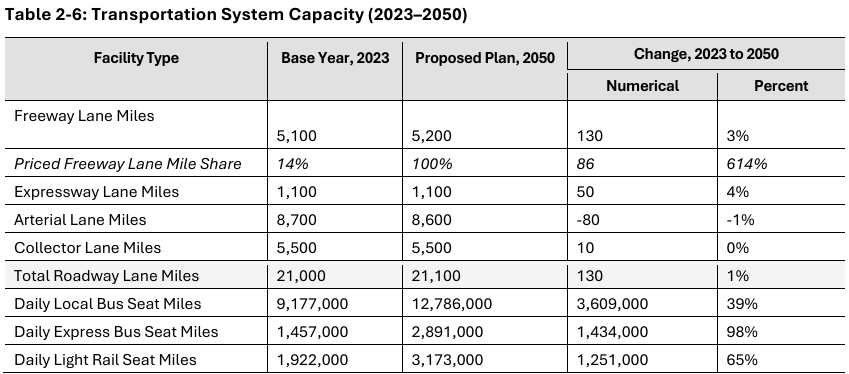 Table 2-6: Transportation System Capacity (2023–2050)
Facility Type Base Year, 2023 Proposed Plan, 2050 Change, 2023 to 2050
Numerical Percent
Freeway Lane Miles
5,100 5,200 130 3%
Priced Freeway Lane Mile Share 14% 100% 86 614%
Expressway Lane Miles 1,100 1,100 50 4%
Arterial Lane Miles 8,700 8,600 -80 -1%
Collector Lane Miles 5,500 5,500 10 0%
Total Roadway Lane Miles 21,000 21,100 130 1%
Daily Local Bus Seat Miles 9,177,000 12,786,000 3,609,000 39%
Daily Express Bus Seat Miles 1,457,000 2,891,000 1,434,000 98%
Daily Light Rail Seat Miles 1,922,000 3,173,000 1,251,000 65%